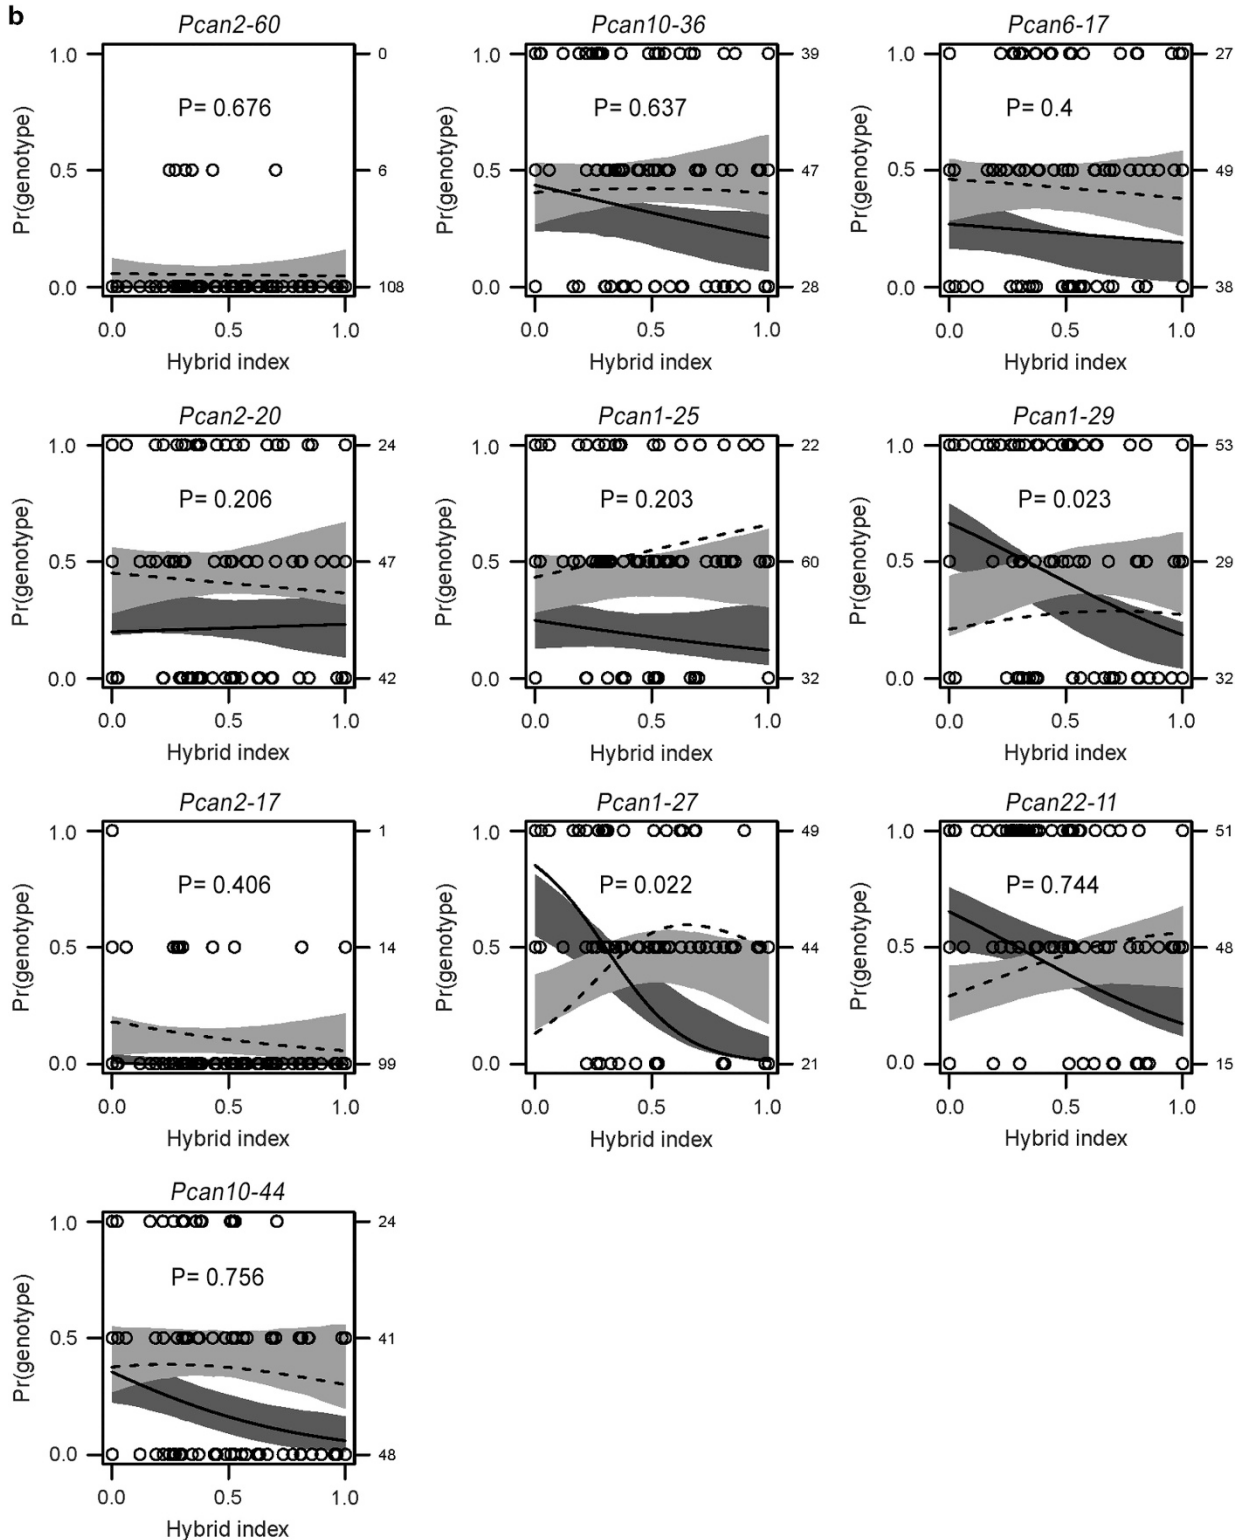 b
Pcan2-60
Pcan10-36
Pcan6-17
Pr(genotype)
1.0
0.5
0.0
P= 0.676
0
6
108
0.0
0.5
1.0
Hybrid index
Pr(genotype)
1.0
0.5
0.0
P= 0.637
39
47
28
0.0
0.5
1.0
Hybrid index
Pr(genotype)
1.0
0.5
0.0
P= 0.4
27
49
38
0.0
0.5
1.0
Hybrid index
Pcan2-20
Pcan1-25
Pcan1-29
Pr(genotype)
1.0
0.5
0.0
P= 0.206
24
47
42
0.0
0.5
1.0
Hybrid index
Pr(genotype)
1.0
0.5
0.0
P= 0.203
22
60
32
0.0
0.5
1.0
Hybrid index
Pr(genotype)
1.0
0.5
0.0
P= 0.023
53
29
32
0.0
0.5
1.0
Hybrid index
Pcan2-17
Pcan1-27
Pcan22-11
Pr(genotype)
1.0
0.5
0.0
P= 0.406
1
14
99
0.0
0.5
1.0
Hybrid index
Pr(genotype)
1.0
0.5
0.0
P= 0.022
49
44
21
0.0
0.5
1.0
Hybrid index
Pr(genotype)
1.0
0.5
0.0
P= 0.744
51
48
15
0.0
0.5
1.0
Hybrid index
Pcan10-44
Pr(genotype)
1.0
0.5
0.0
P= 0.756
24
41
48
0.0
0.5
1.0
Hybrid index